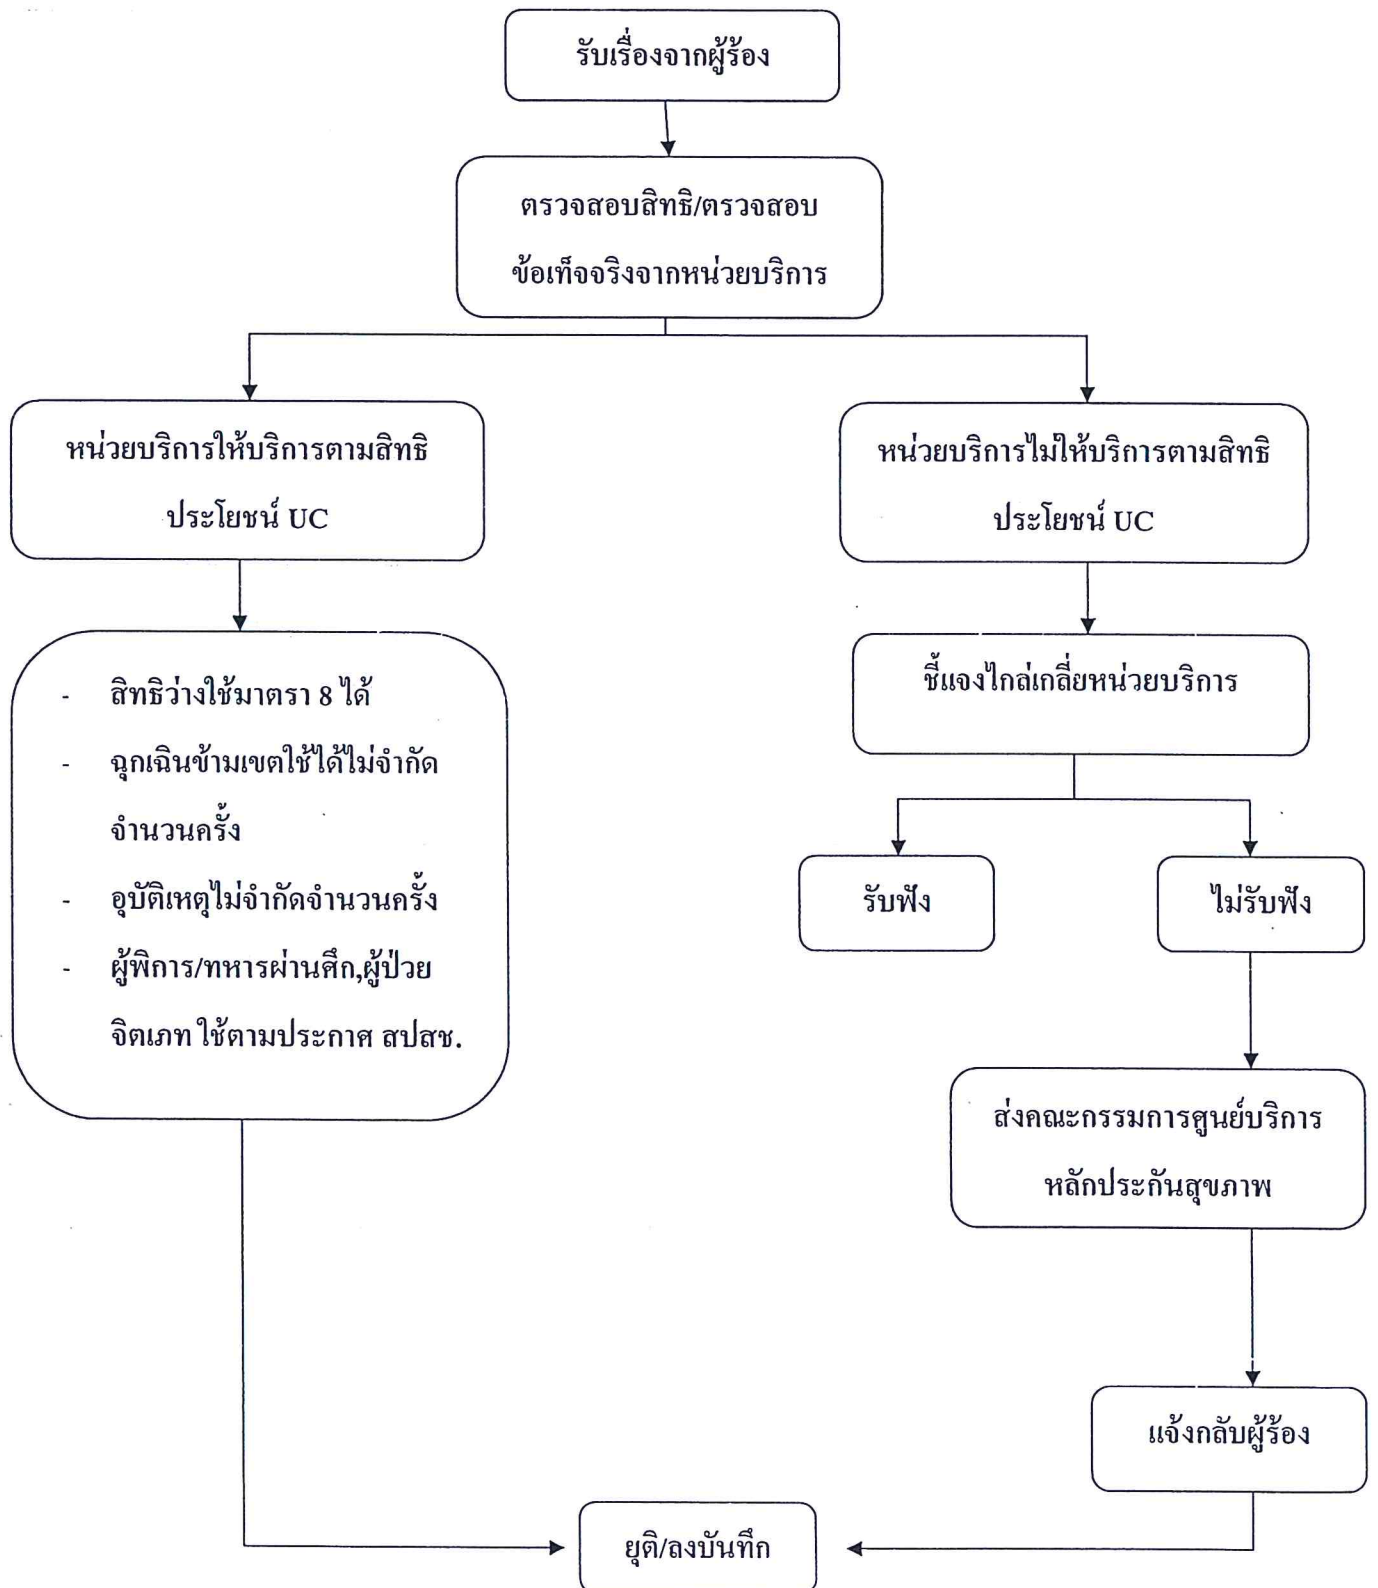 รับเรื่องจากผู้ร้อง
ตรวจสอบสิทธิ/ตรวจสอบ
ข้อเท็จจริงจากหน่วยบริการ
หน่วยบริการให้บริการตามสิทธิ
ประโยชน์ UC
หน่วยบริการไม่ให้บริการตามสิทธิ
ประโยชน์ UC
- สิทธิว่างใช้มาตรา 8 ได้
- ฉุกเฉินข้ามเขตใช้ได้ไม่จำกัด
จำนวนครั้ง
- อุบัติเหตุไม่จำกัดจำนวนครั้ง
- ผู้พิการ/ทหารผ่านศึก,ผู้ป่วย
จิตเภท ใช้ตามประกาศ สปสช.
ชี้แจงไกล่เกลี่ยหน่วยบริการ
รับฟัง
ไม่รับฟัง
ส่งคณะกรรมการศูนย์บริการ
หลักประกันสุขภาพ
แจ้งกลับผู้ร้อง
ยุติ/ลงบันทึก